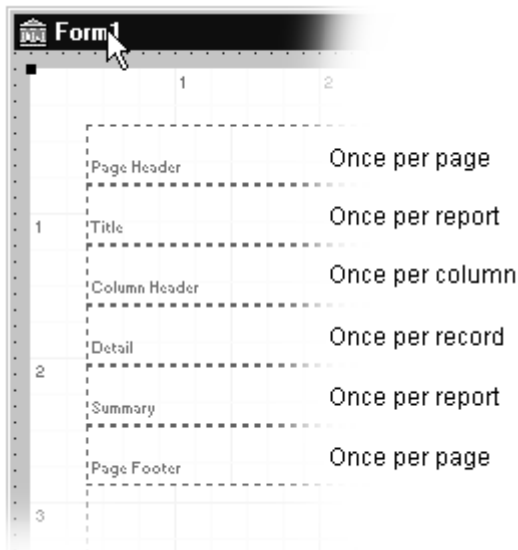 Form1
1 2
Page Header Once per page
1 Title Once per report
Column Header Once per column
Detail Once per record
2
Summary Once per report
Page Footer Once per page
3